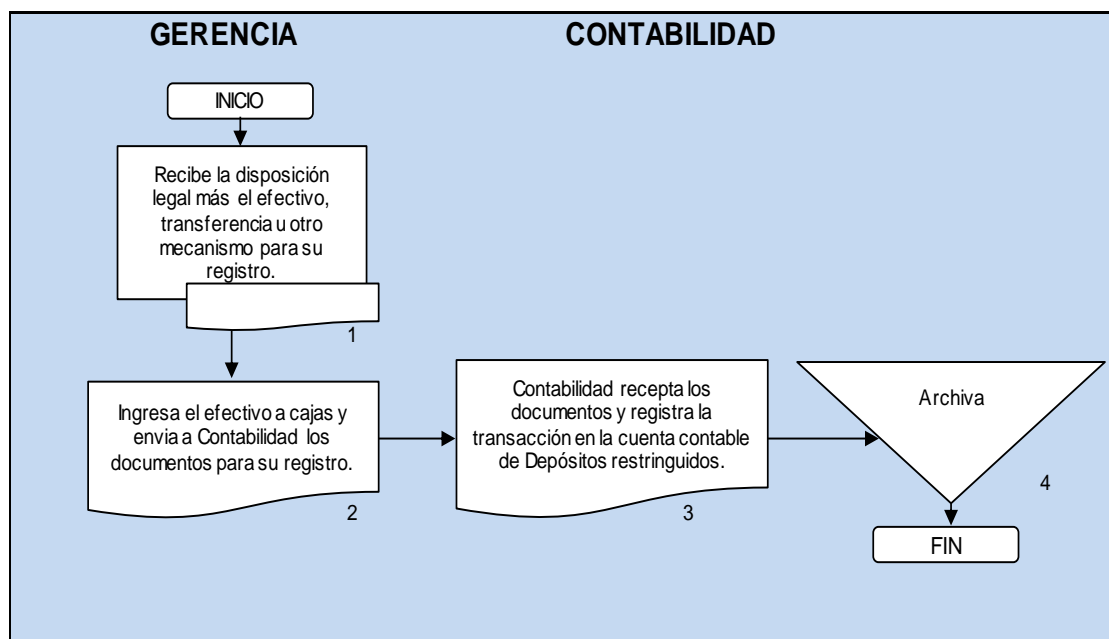 GERENCIA
CONTABILIDAD
INICIO
Recibe la disposición
legal más el efectivo,
transferencia u otro
mecanismo para su
registro.
1
Ingresa el efectivo a cajas y
envia a Contabilidad los
documentos para su registro.
2
Contabilidad recepta los
documentos y registra la
transacción en la cuenta contable
de Depósitos restringuidos.
3
Archiva
4
FIN